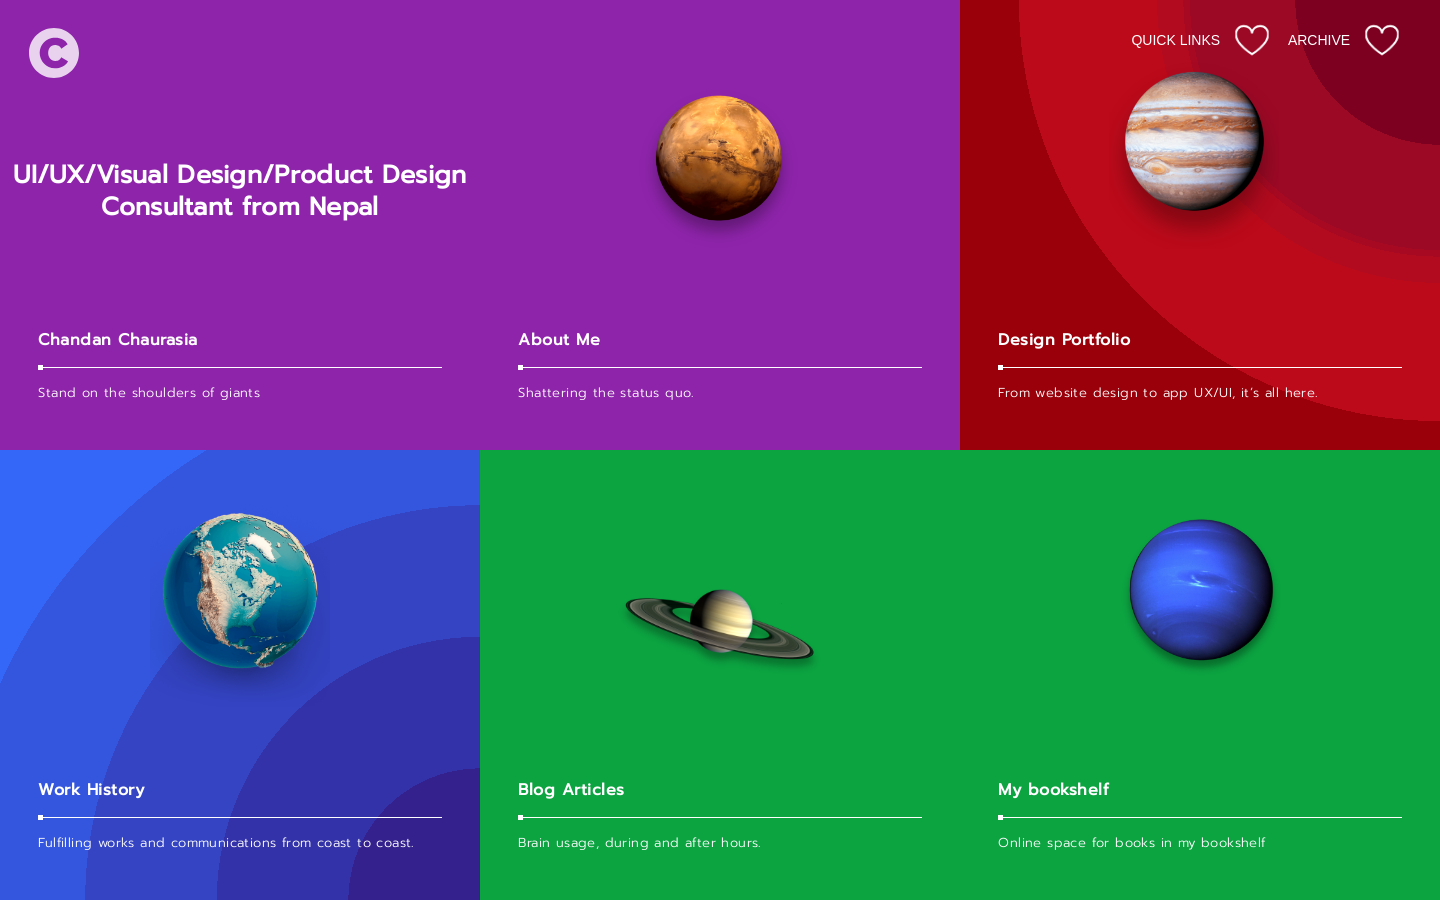 C
QUICK LINKS
ARCHIVE
UI/UX/Visual Design/Product Design
Consultant from Nepal
Chandan Chaurasia
Stand on the shoulders of giants
About Me
Shattering the status quo.
Design Portfolio
From website design to app UX/UI, it’s all here.
Work History
Fulfilling works and communications from coast to coast.
Blog Articles
Brain usage, during and after hours.
My bookshelf
Online space for books in my bookshelf